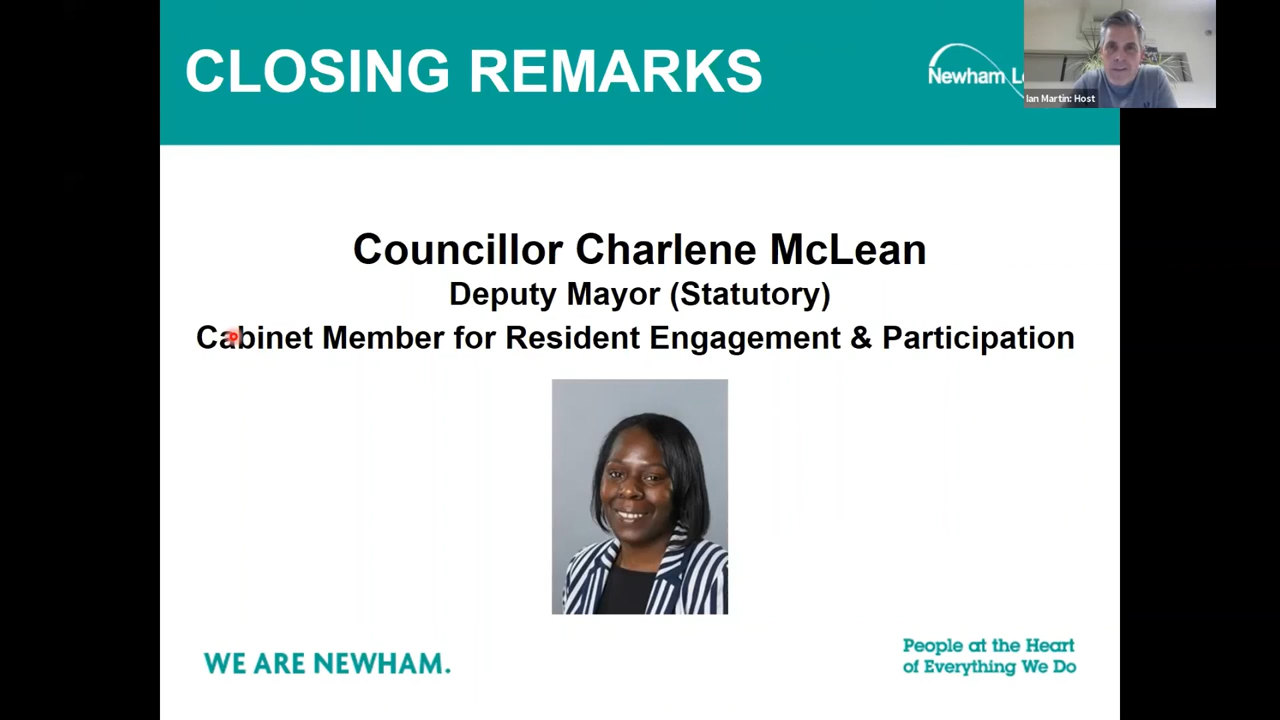 CLOSING REMARKS
Newham
Ian Martin: Host
Councillor Charlene McLean
Deputy Mayor (Statutory)
Cabinet Member for Resident Engagement & Participation
WE ARE NEWHAM.
People at the Heart
of Everything We Do